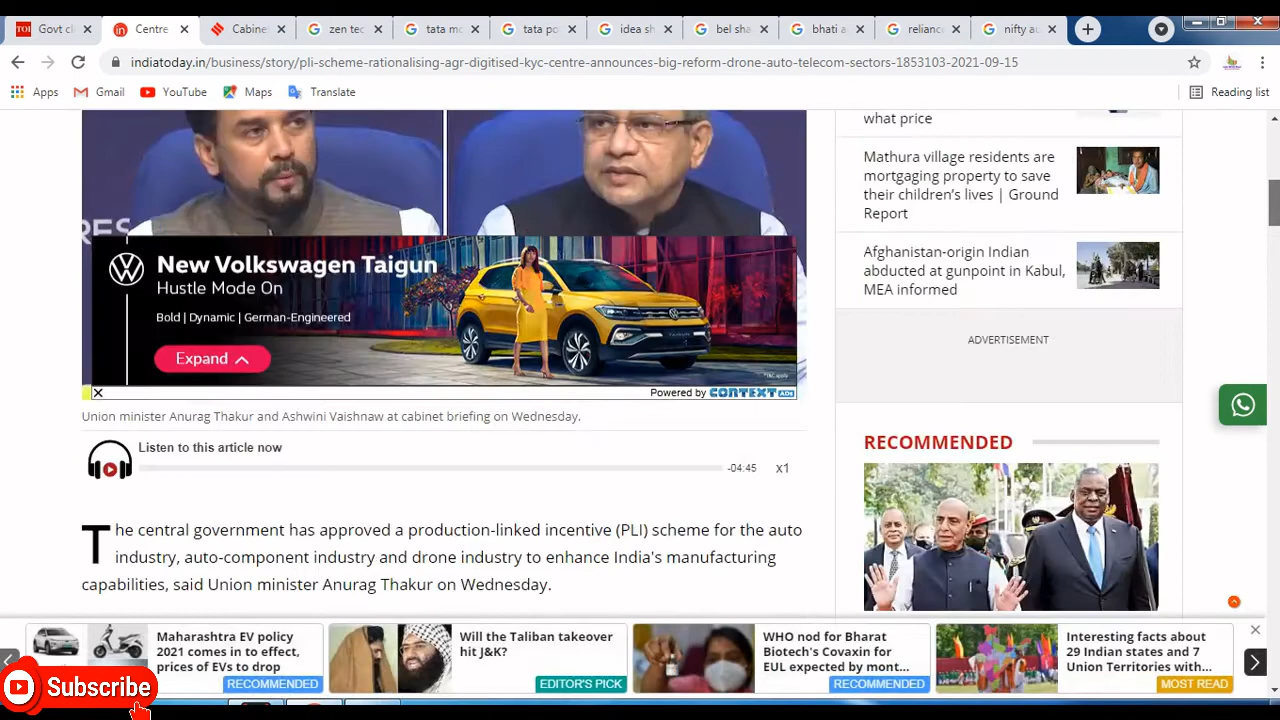 TOI Govt cl
in Centre
Cabine
G zen tec
G tata mo
G tata po
G idea sh
G bel sha
G bhati a
G relianc
G nifty au
indiatoday.in/business/story/pli-scheme-rationalising-agr-digitised-kyc-centre-announces-big-reform-drone-auto-telecom-sectors-1853103-2021-09-15
Apps Gmail YouTube Maps Translate Reading list
RES
New Volkswagen Taigun
Hustle Mode On
Bold | Dynamic | German-Engineered
Expand
Powered by CONTEXT ADS
Union minister Anurag Thakur and Ashwini Vaishnaw at cabinet briefing on Wednesday.
Listen to this article now
-04:45 x1
The central government has approved a production-linked incentive (PLI) scheme for the auto
industry, auto-component industry and drone industry to enhance India's manufacturing
capabilities, said Union minister Anurag Thakur on Wednesday.
what price
Mathura village residents are
mortgaging property to save
their children's lives | Ground
Report
Afghanistan-origin Indian
abducted at gunpoint in Kabul,
MEA informed
ADVERTISEMENT
RECOMMENDED
Maharashtra EV policy
2021 comes in to effect,
prices of EVs to drop
RECOMMENDED
Will the Taliban takeover
hit J&K?
EDITOR'S PICK
WHO nod for Bharat
Biotech's Covaxin for
EUL expected by mont...
RECOMMENDED
Interesting facts about
29 Indian states and 7
Union Territories with...
MOST READ
Subscribe